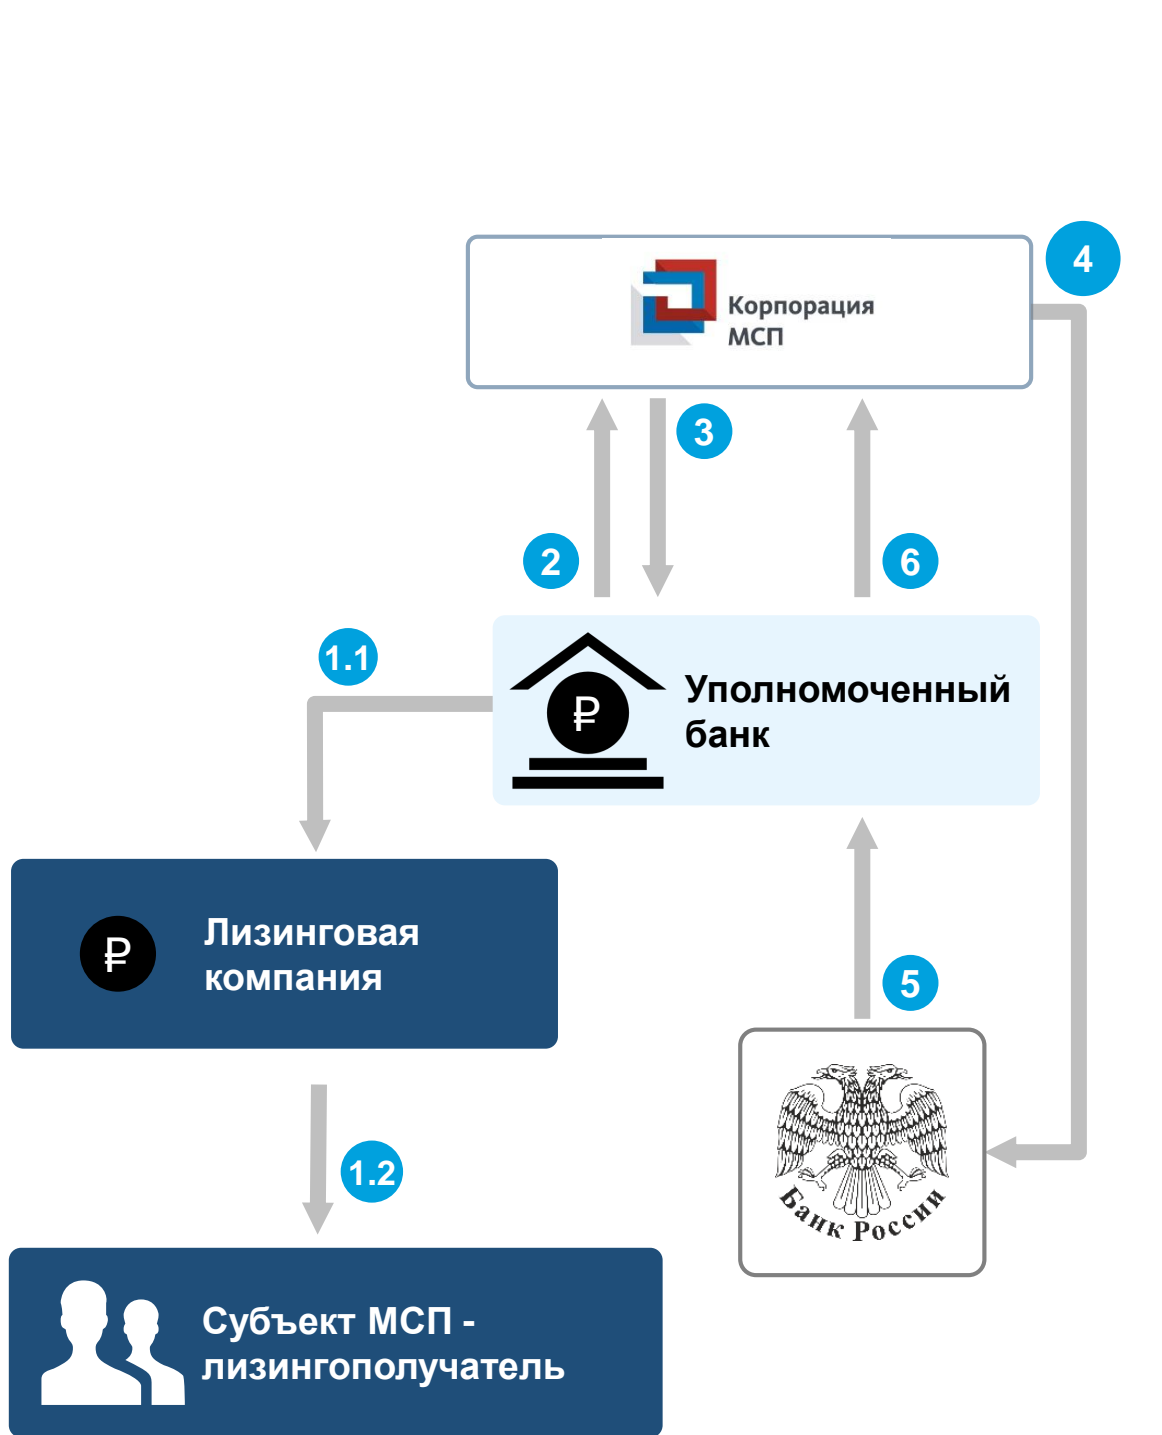 4
Корпорация
МСП
3
2
6
1.1
₽
Уполномоченный
банк
₽
Лизинговая
компания
5
1.2
Банк России
Субъект МСП -
лизингополучатель